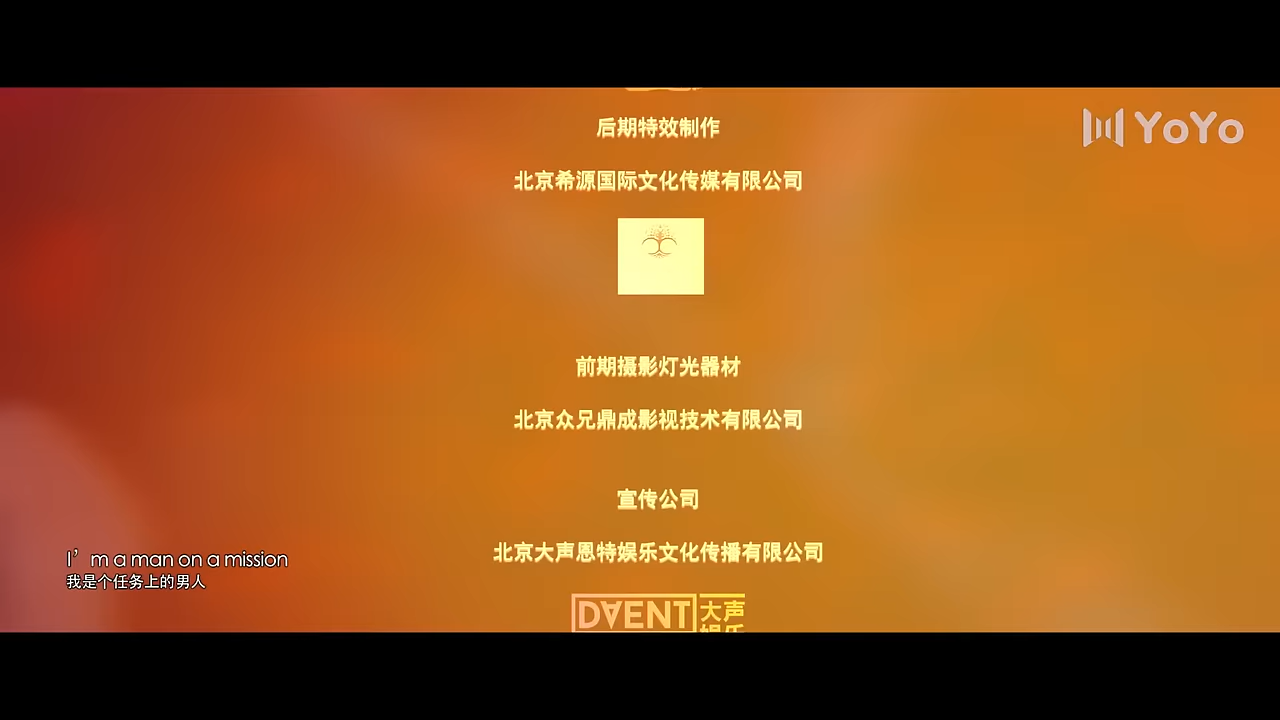 YoYo
后期特效制作
北京希源国际文化传媒有限公司
前期摄影灯光器材
北京众兄鼎成影视技术有限公司
宣传公司
北京大声恩特娱乐文化传播有限公司
I'm a man on a mission
我是个任务上的男人
DAENT 大声
娱乐